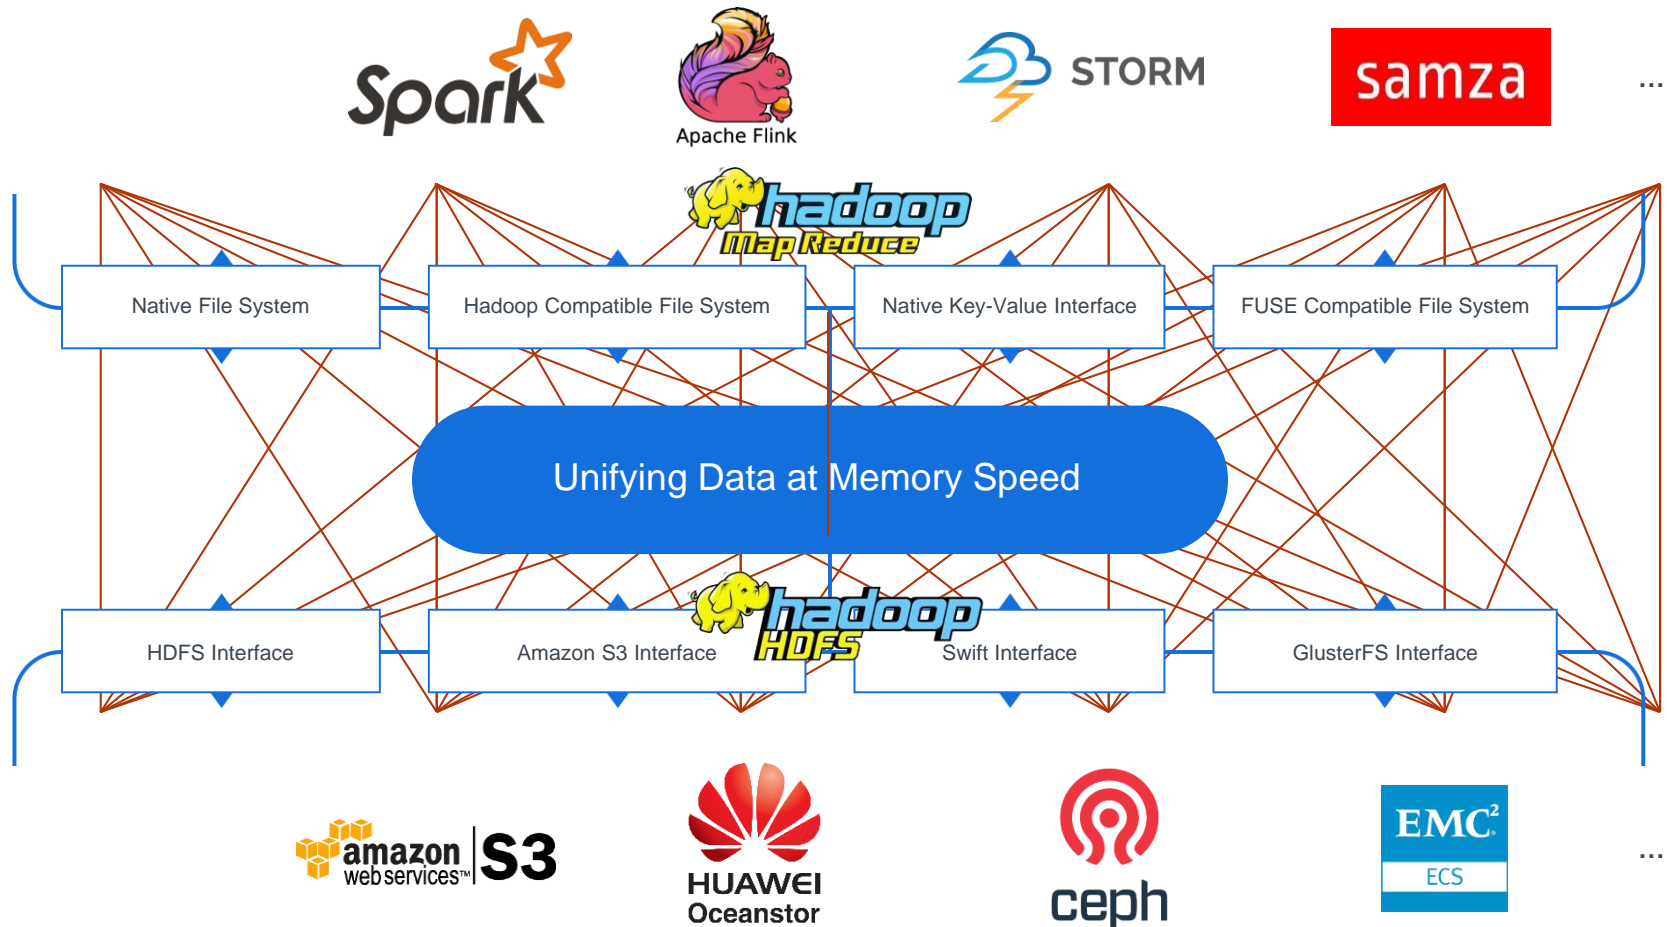 Spark
Apache Flink
STORM
samza
...
hadoop
Map Reduce
Native File System
Hadoop Compatible File System
Native Key-Value Interface
FUSE Compatible File System
Unifying Data at Memory Speed
hadoop
HDFS
HDFS Interface
Amazon S3 Interface
Swift Interface
GlusterFS Interface
amazon
webservices™
S3
HUAWEI
Oceanstor
ceph
EMC²
ECS
...